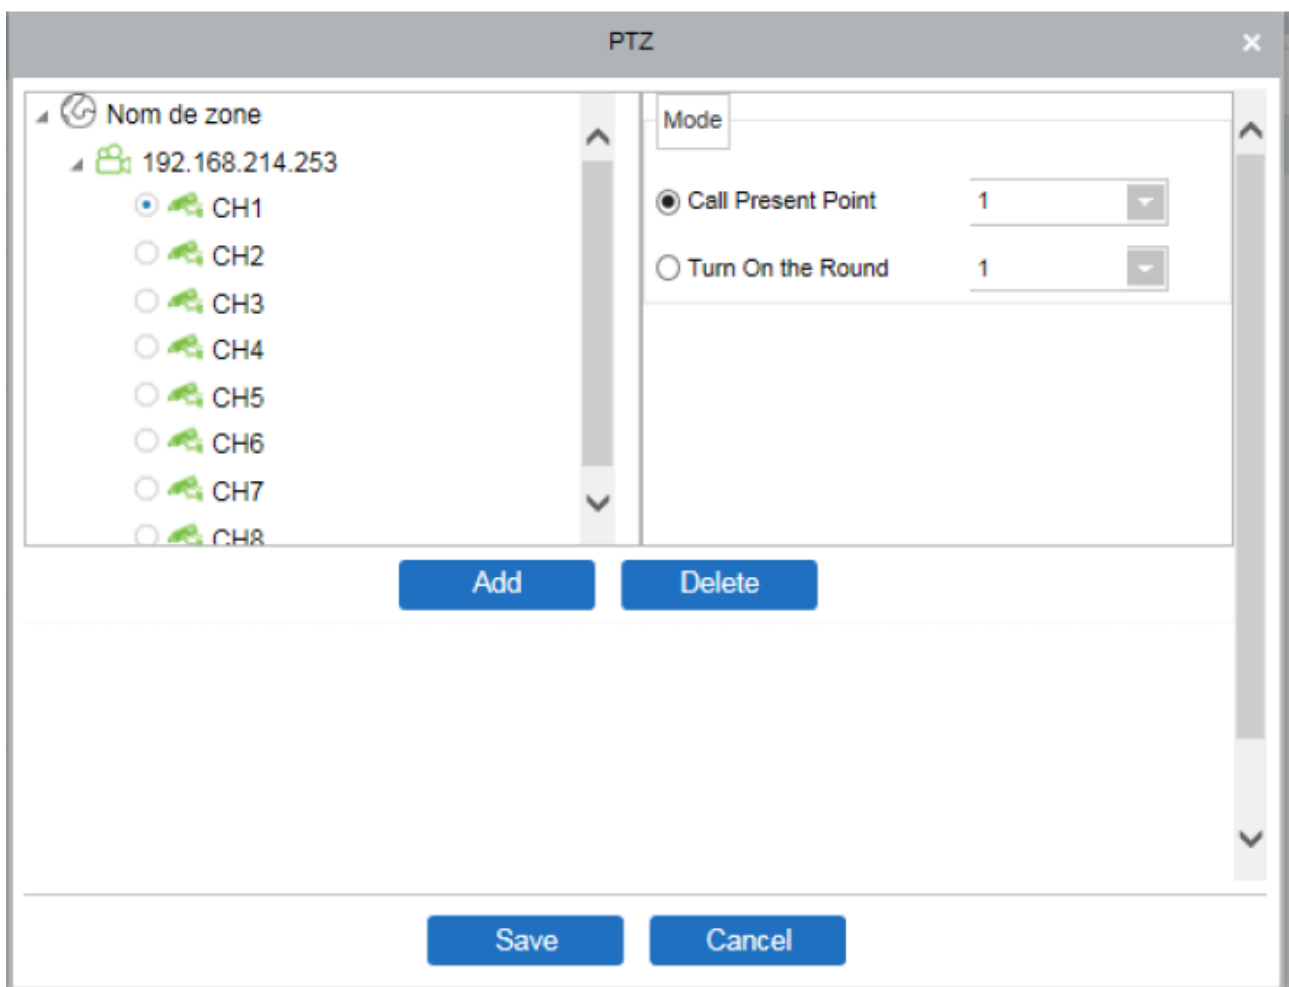 PTZ
Nom de zone
192.168.214.253
CH1
CH2
CH3
CH4
CH5
CH6
CH7
CH8
Mode
Call Present Point 1
Turn On the Round 1
Add Delete
Save Cancel